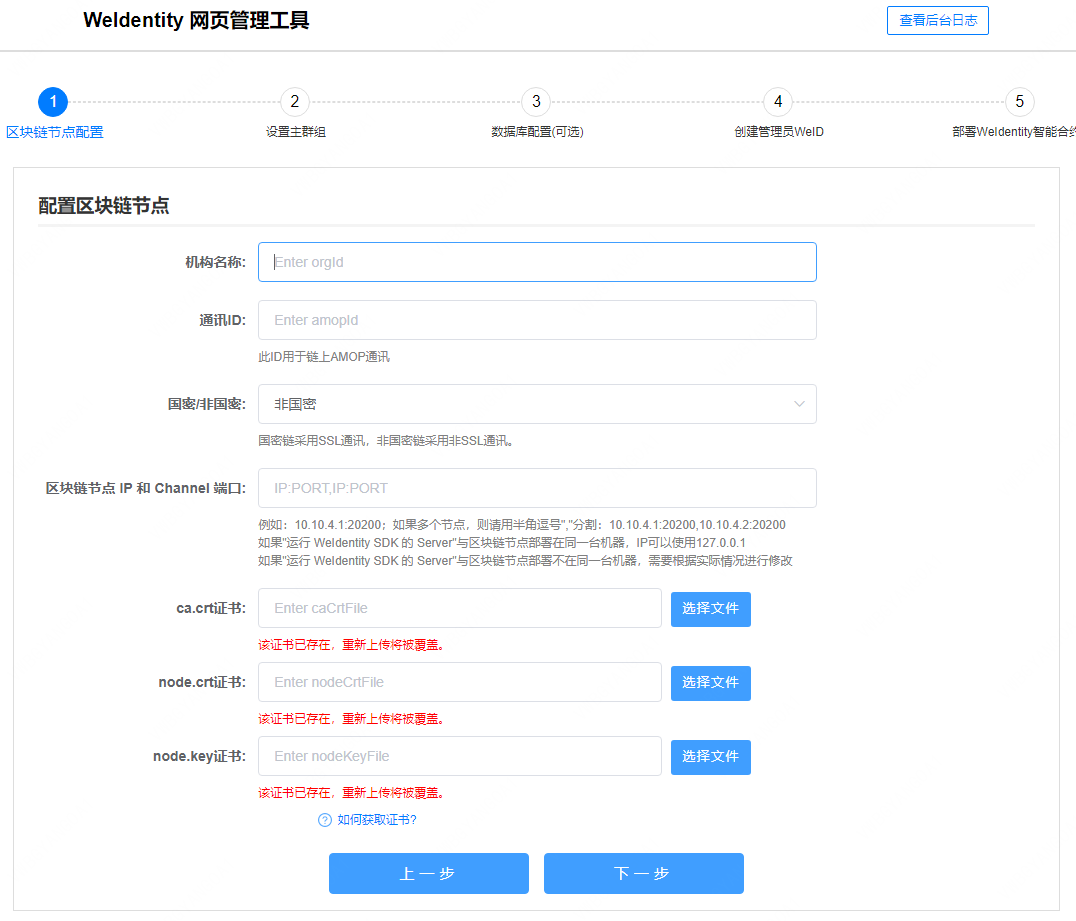 WeIdentity 网页管理工具
查看后台日志
1 2 3 4 5
区块链节点配置 设置主群组 数据库配置(可选) 创建管理员WeID 部署WeIdentity智能合
配置区块链节点
机构名称: Enter orgId
通讯ID: Enter amopId
此ID用于链上AMOP通讯
国密/非国密: 非国密
国密链采用SSL通讯，非国密链采用非SSL通讯。
区块链节点 IP 和 Channel 端口: IP:PORT,IP:PORT
例如：10.10.4.1:20200；如果多个节点，则请用半角逗号","分割：10.10.4.1:20200,10.10.4.2:20200
如果"运行 WeIdentity SDK 的 Server"与区块链节点部署在同一台机器，IP可以使用127.0.0.1
如果"运行 WeIdentity SDK 的 Server"与区块链节点部署不在同一台机器，需要根据实际情况进行修改
ca.crt证书: Enter caCrtFile 选择文件
该证书已存在，重新上传将被覆盖。
node.crt证书: Enter nodeCrtFile 选择文件
该证书已存在，重新上传将被覆盖。
node.key证书: Enter nodeKeyFile 选择文件
该证书已存在，重新上传将被覆盖。
? 如何获取证书?
上一步 下一步